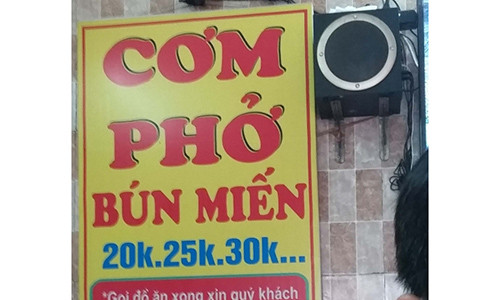 CƠM
PHỞ
BÚN MIẾN
20k.25k.30k...
*Gọi đồ ăn xong xin quý khách